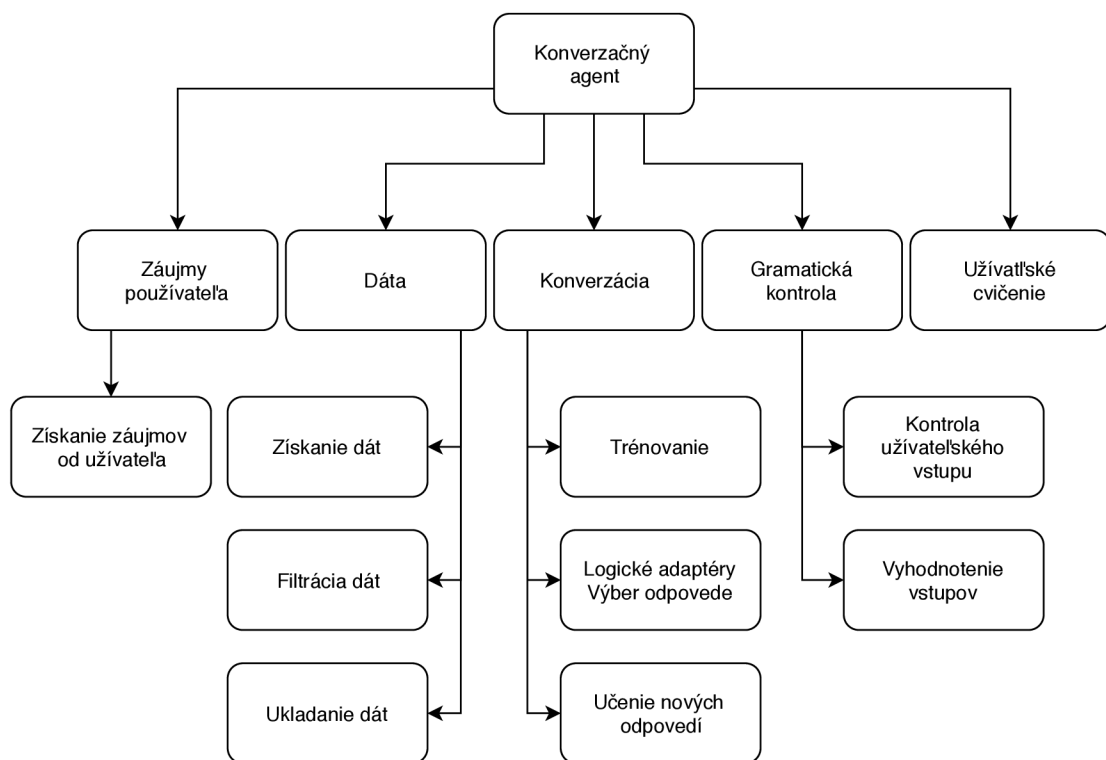 Konverzačný
agent
Záujmy
používateľa
Dáta
Konverzácia
Gramatická
kontrola
Užívatľské
cvičenie
Získanie záujmov
od užívateľa
Získanie dát
Trénovanie
Kontrola
užívateľského
vstupu
Filtrácia dát
Logické adaptéry
Výber odpovede
Vyhodnotenie
vstupov
Ukladanie dát
Učenie nových
odpovedí